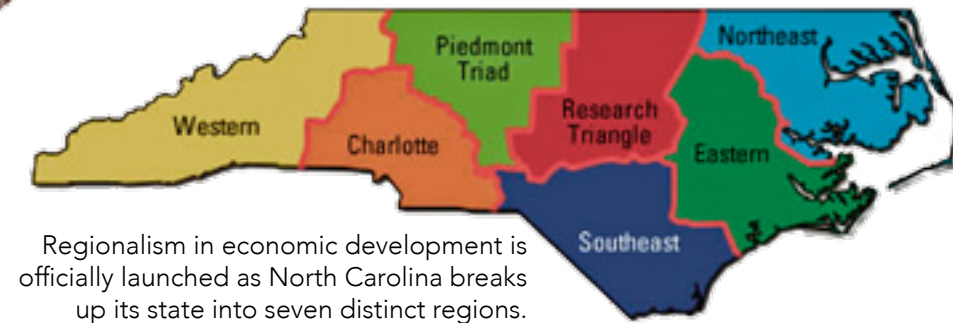 Northeast
Piedmont
Triad
Research
Triangle
Western
Charlotte
Eastern
Southeast
Regionalism in economic development is
officially launched as North Carolina breaks
up its state into seven distinct regions.